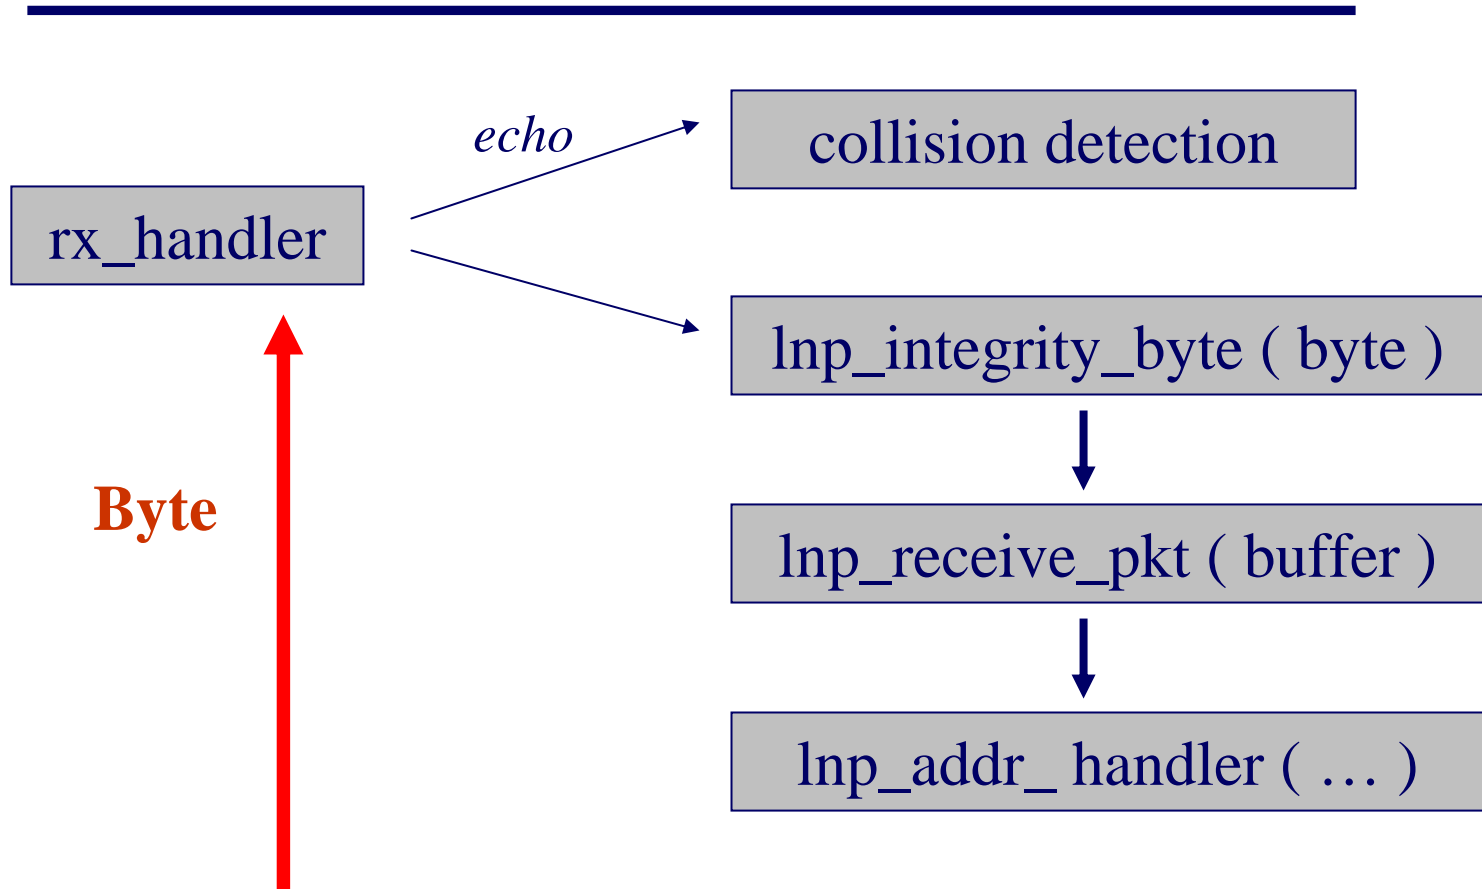 echo
collision detection
rx_handler
lnp_integrity_byte ( byte )
Byte
lnp_receive_pkt ( buffer )
lnp_addr_ handler ( … )